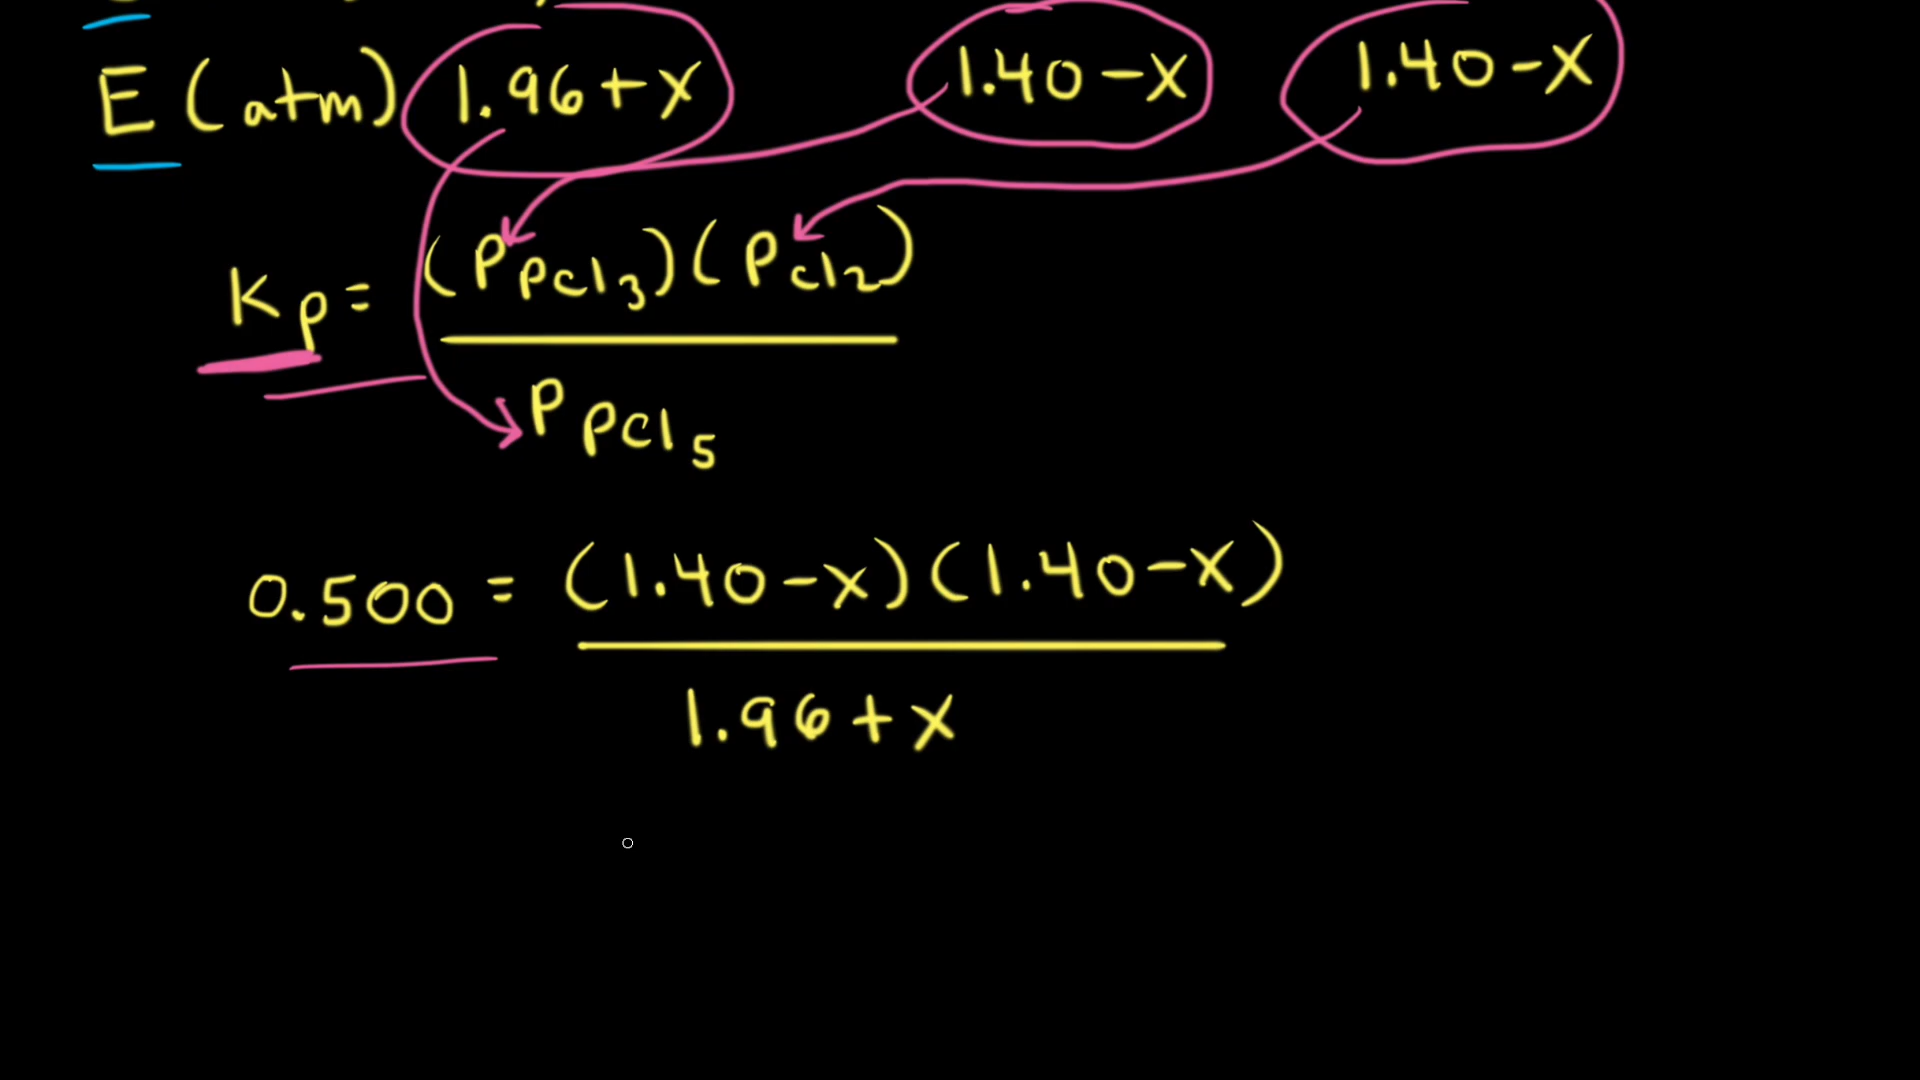 E (atm) 1.96+x 1.40-x 1.40-x
Kp = (P PCl3)(P Cl2)
P PCl5
0.500 = (1.40-x)(1.40-x)
1.96+x